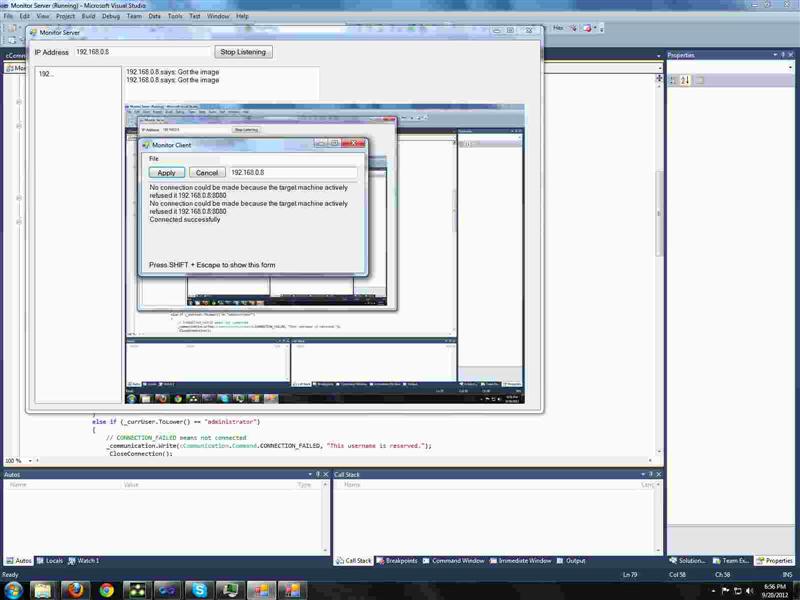 Monitor Server (Running) - Microsoft Visual Studio
File Edit View Project Build Debug Team Data Tools Test Window Help
Hex
Monitor Server
IP Address 192.168.0.8 Stop Listening
192...
192.168.0.8 says: Got the image
192.168.0.8 says: Got the image
Monitor Client
File
Apply Cancel 192.168.0.8
No connection could be made because the target machine actively
refused it 192.168.0.8:8080
No connection could be made because the target machine actively
refused it 192.168.0.8:8080
Connected successfully
Press SHIFT + Escape to show this form
Properties
}
else if (_currUser.ToLower() == "administrator")
{
// CONNECTION_FAILED means not connected
_communication.Write(cCommunication.Command.CONNECTION_FAILED, "This username is reserved.");
CloseConnection();
100 %
Autos
Name Value Type
Call Stack
Name Lang
Autos Locals Watch 1
Call Stack Breakpoints Command Window Immediate Window Output
Solution... Team Ex... Properties
Ready Ln 79 Col 58 Ch 58 INS
6:56 PM
9/20/2012